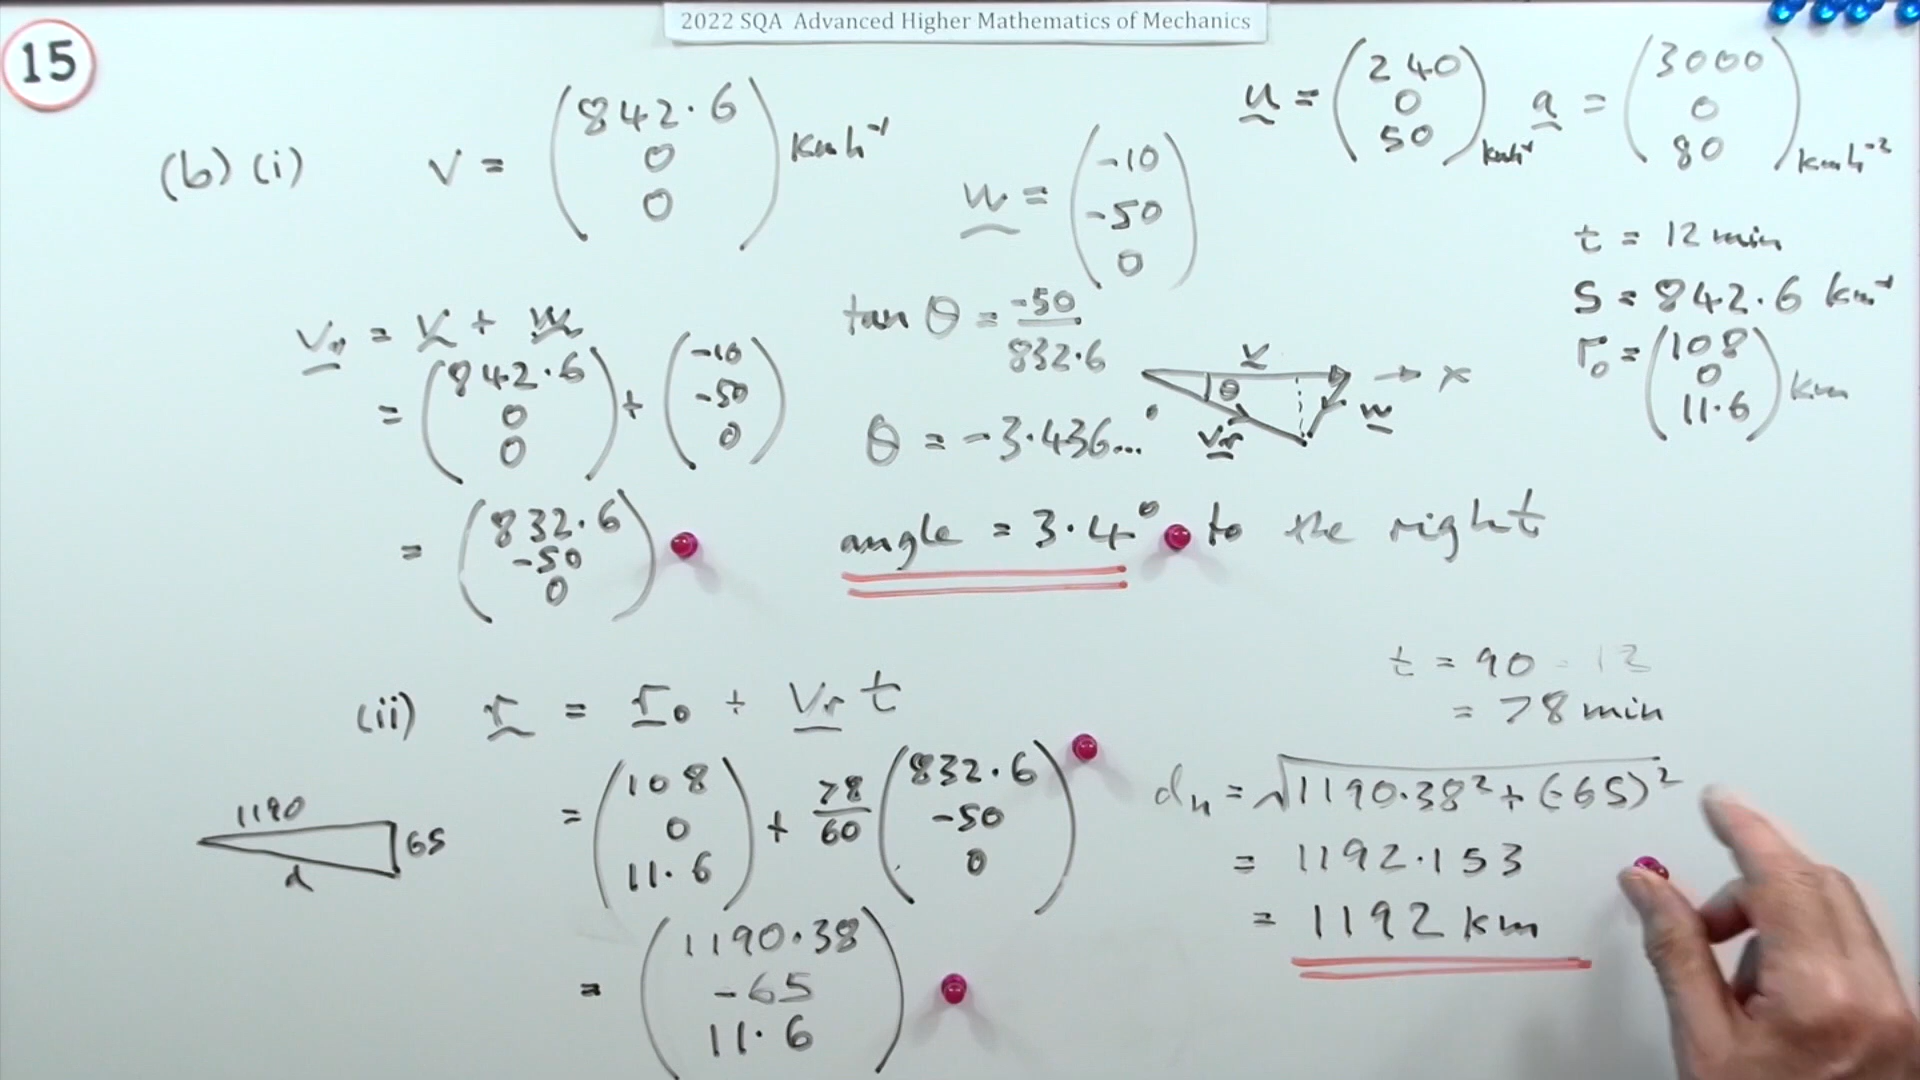 2022 SQA Advanced Higher Mathematics of Mechanics
15
(b) (i) v = (842.6 0 0) kmh⁻¹
w = (-10 -50 0)
u = (240 0 50) kmh⁻¹ a = (3000 0 80) kmh⁻²
t = 12 min
s = 842.6 km⁻¹
r₀ = (108 0 11.6) km
vr = v + w
= (842.6 0 0) + (-10 -50 0)
= (832.6 -50 0)
tan θ = -50/832.6
θ = -3.436...°
v
θ
x
w
vr
angle = 3.4° to the right
(ii) r = r₀ + vr t
= (108 0 11.6) + 78/60 (832.6 -50 0)
= (1190.38 -65 11.6)
1190
65
d
t = 90 - 12
= 78 min
dH = √1190.38² + (-65)²
= 1192.153
= 1192 km